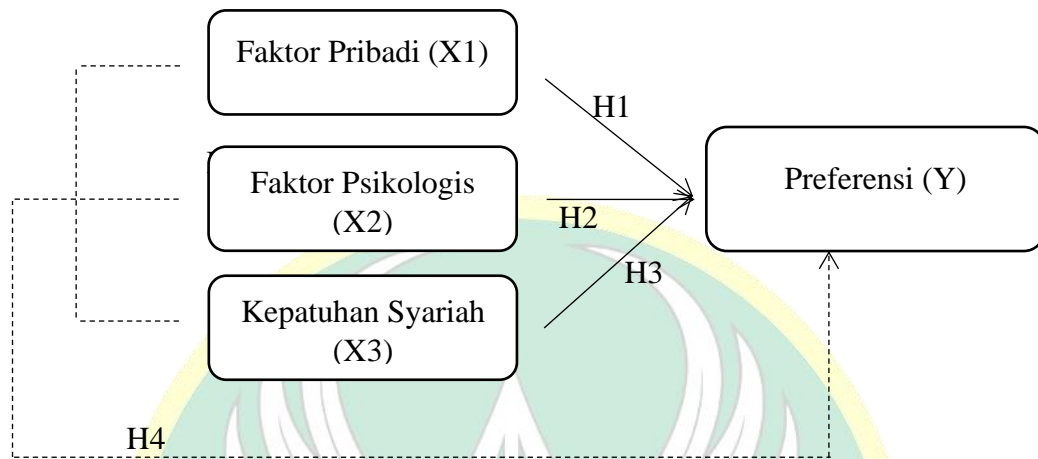 Faktor Pribadi (X1)
H1
Faktor Psikologis
(X2)
Preferensi (Y)
H2
H3
Kepatuhan Syariah
(X3)
H4